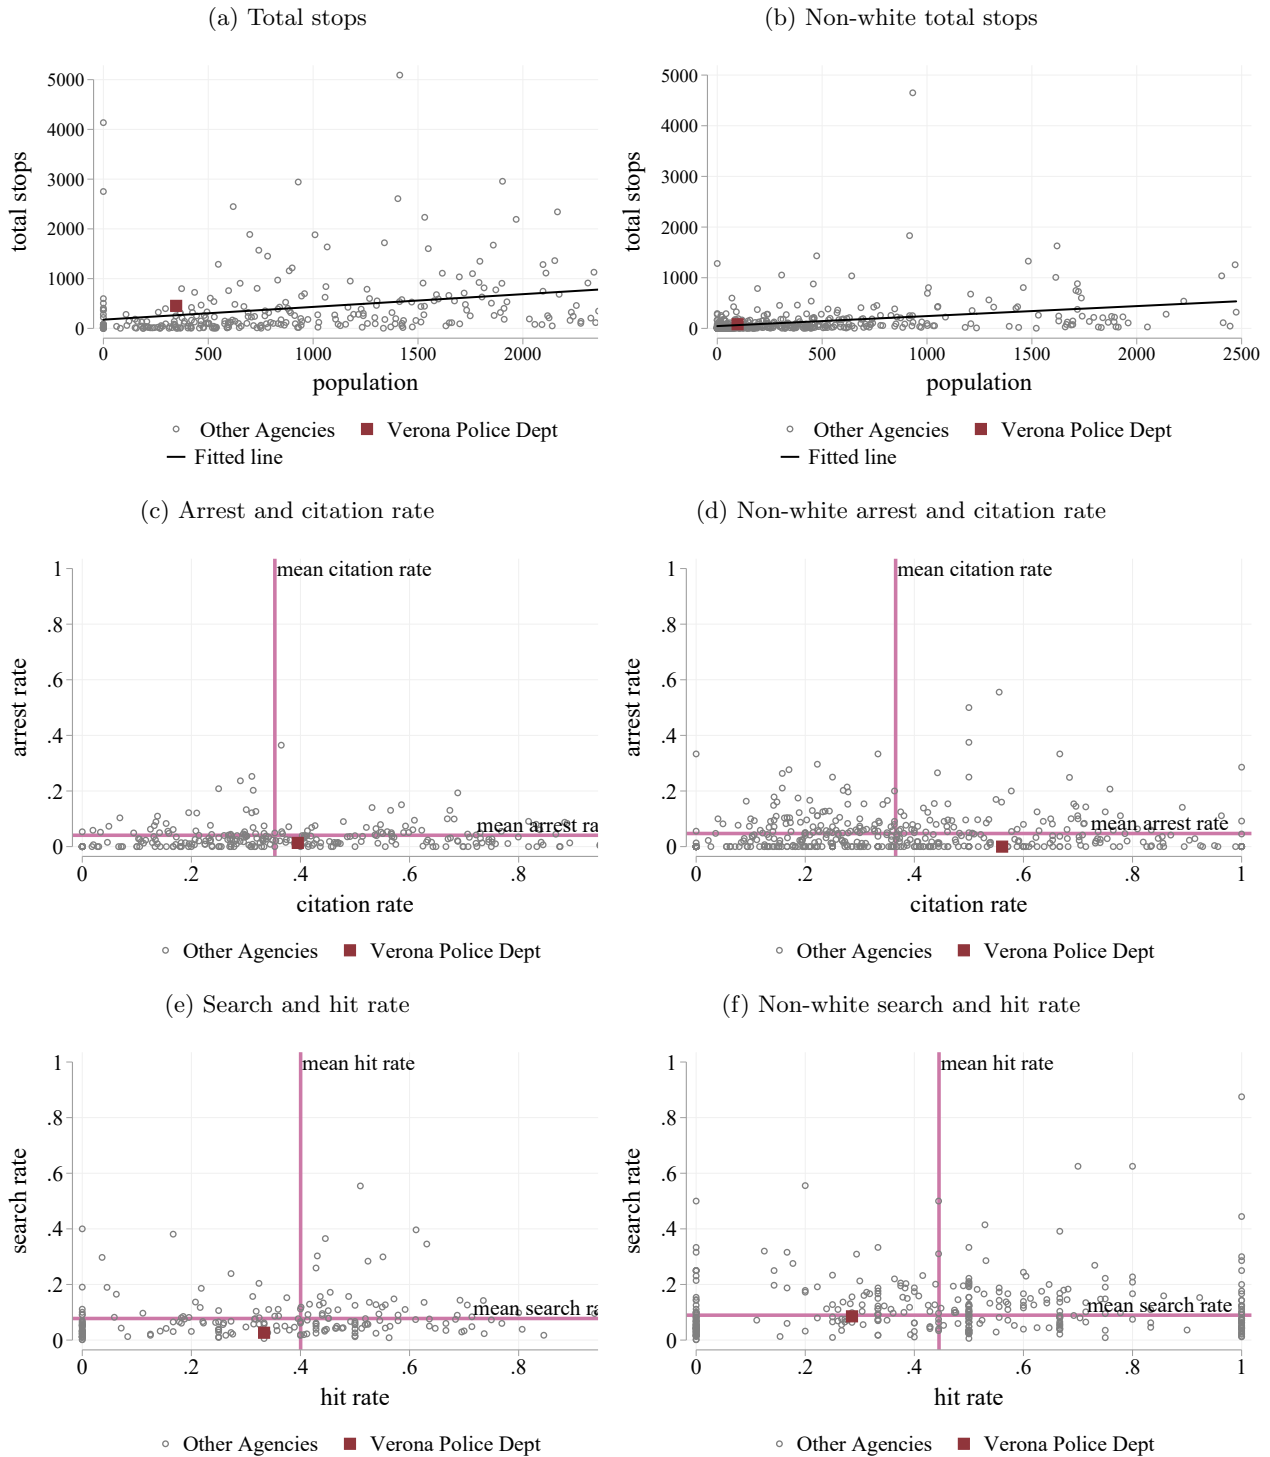 (a) Total stops
(b) Non-white total stops
total stops
5000
4000
3000
2000
1000
0
0 500 1000 1500 2000
population
Other Agencies Verona Police Dept
Fitted line
total stops
5000
4000
3000
2000
1000
0
0 500 1000 1500 2000 2500
population
Other Agencies Verona Police Dept
Fitted line
(c) Arrest and citation rate
(d) Non-white arrest and citation rate
arrest rate
1
.8
.6
.4
.2
0
mean citation rate
mean arrest ra
0 .2 .4 .6 .8
citation rate
Other Agencies Verona Police Dept
arrest rate
1
.8
.6
.4
.2
0
mean citation rate
mean arrest rate
0 .2 .4 .6 .8 1
citation rate
Other Agencies Verona Police Dept
(e) Search and hit rate
(f) Non-white search and hit rate
search rate
1
.8
.6
.4
.2
0
mean hit rate
mean search ra
0 .2 .4 .6 .8
hit rate
Other Agencies Verona Police Dept
search rate
1
.8
.6
.4
.2
0
mean hit rate
mean search rate
0 .2 .4 .6 .8 1
hit rate
Other Agencies Verona Police Dept